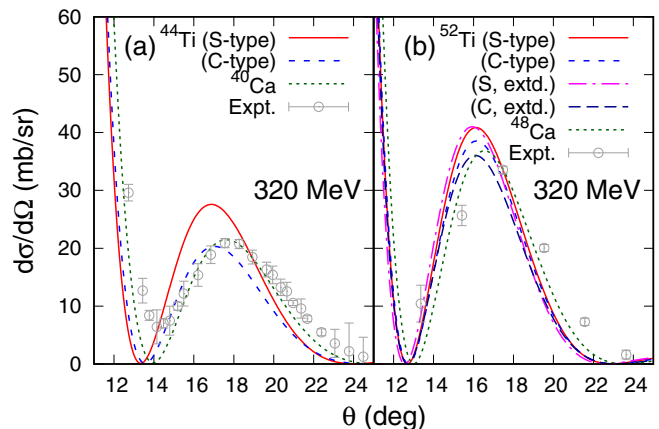 (a) ⁴⁴Ti (S-type)
(C-type)
⁴⁰Ca
Expt.
320 MeV
(b) ⁵²Ti (S-type)
(C-type)
(S, extd.)
(C, extd.)
⁴⁸Ca
Expt.
320 MeV
dσ/dΩ (mb/sr)
60
50
40
30
20
10
0
12 14 16 18 20 22 24
12 14 16 18 20 22 24
θ (deg)